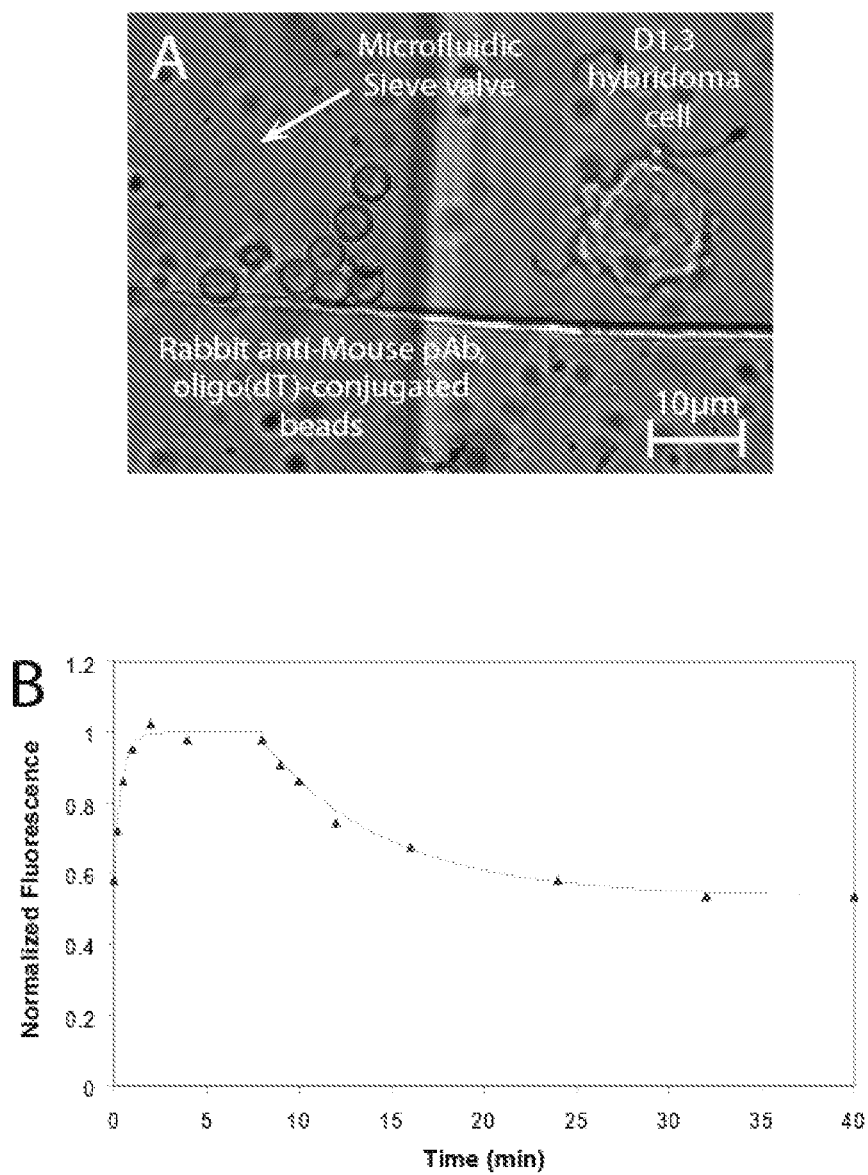 A
Microfluidic
Sieve valve
D1.3
hybridoma
cell
Rabbit anti-Mouse pAb,
oligo(dT)-conjugated
beads
10μm
B
Normalized Fluorescence
1.2
1
0.8
0.6
0.4
0.2
0
0 5 10 15 20 25 30 35 40
Time (min)